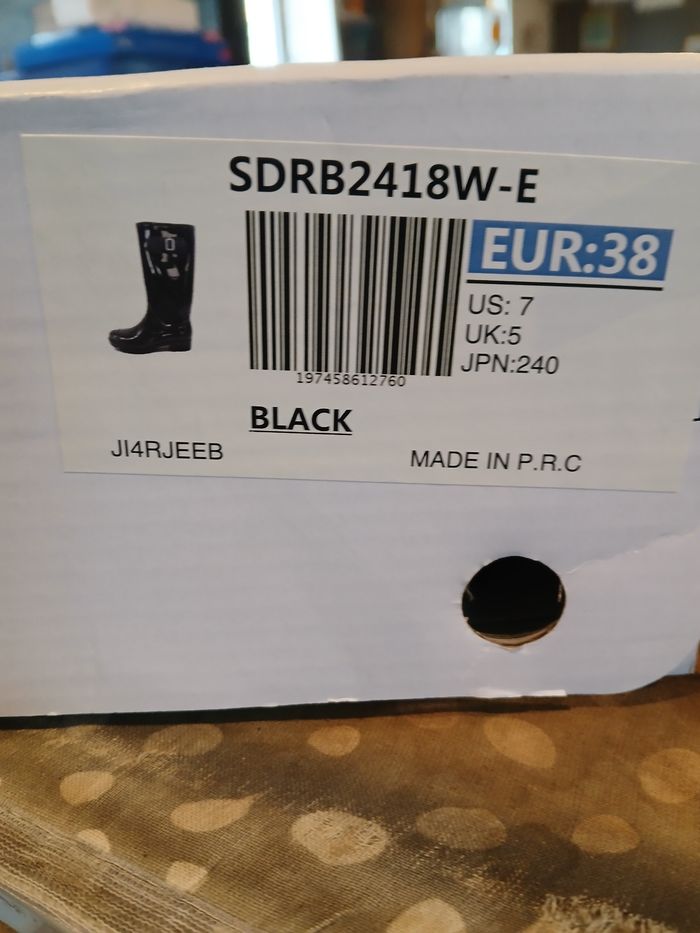 SDRB2418W-E
EUR:38
US: 7
UK:5
JPN:240
197458612760
BLACK
JI4RJEEB
MADE IN P.R.C